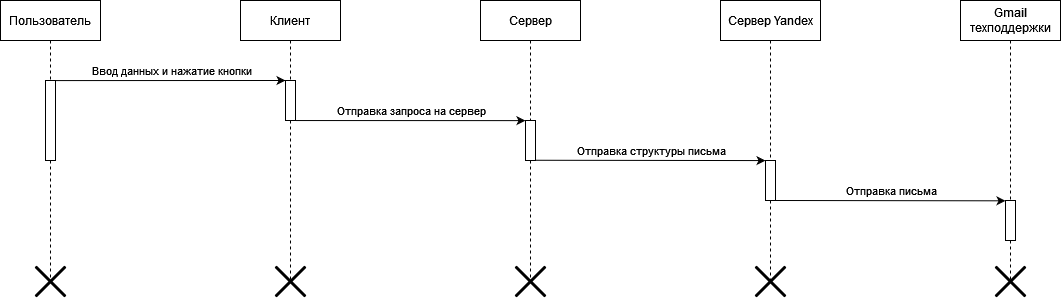 Пользователь
Клиент
Сервер
Сервер Yandex
Gmail
техподдержки
Ввод данных и нажатие кнопки
Отправка запроса на сервер
Отправка структуры письма
Отправка письма